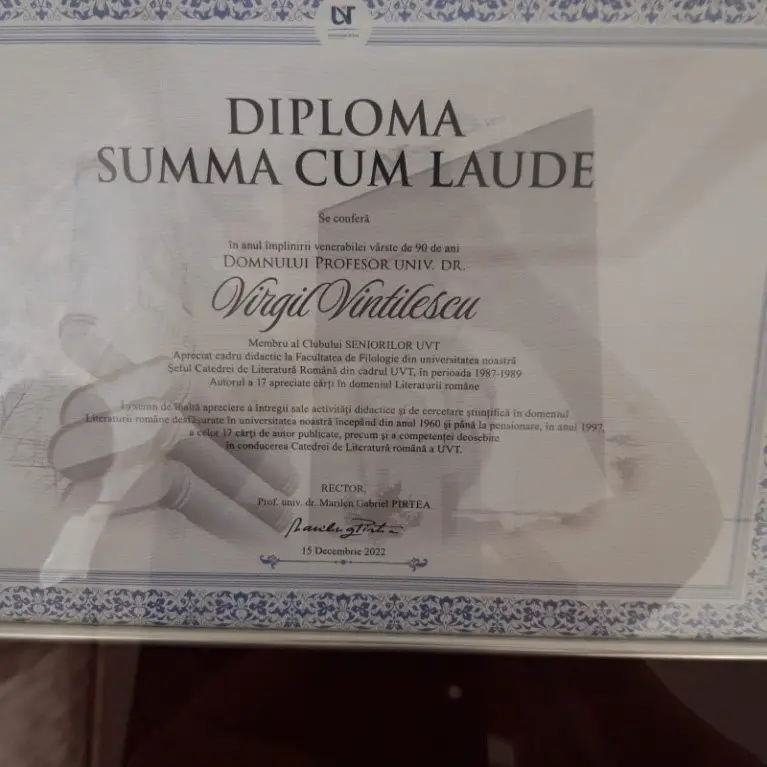 DIPLOMA
SUMMA CUM LAUDE
Se conferă
în anul împlinirii venerabilei vârste de 90 de ani
DOMNULUI PROFESOR UNIV. DR.
Virgil Vintilescu
Membru al Clubului SENIORILOR UVT
Apreciat cadru didactic la Facultatea de Filologie din universitatea noastră
Șeful Catedrei de Literatură Română din cadrul UVT, în perioada 1987-1989
Autorul a 17 apreciate cărți în domeniul Literaturii române
În semn de înaltă apreciere a întregii sale activități didactice și de cercetare științifică în domeniul
Literaturii române desfășurate în universitatea noastră începând din anul 1960 și până la pensionare, în anul 1997,
a celor 17 cărți de autor publicate, precum și a competenței deosebite
în conducerea Catedrei de Literatură română a UVT.
RECTOR,
Prof. univ. dr. Marilen Gabriel PIRTEA
15 Decembrie 2022